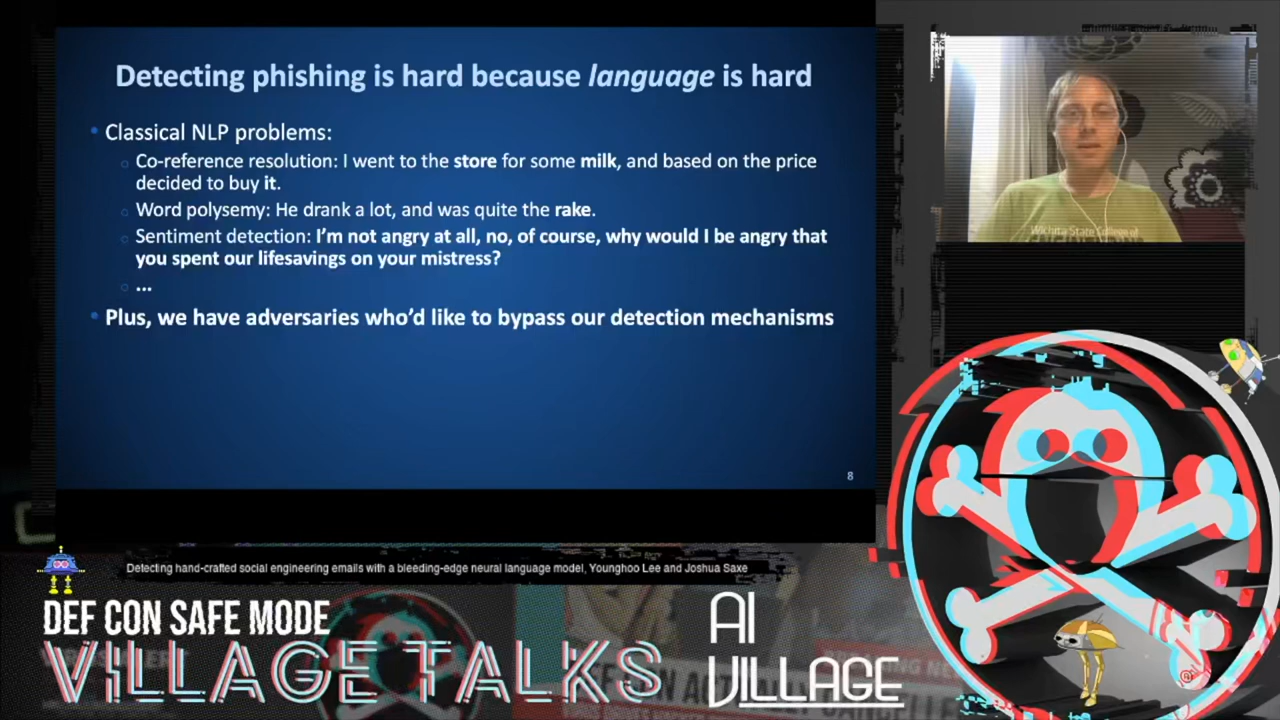 Detecting phishing is hard because language is hard
Classical NLP problems:
Co-reference resolution: I went to the store for some milk, and based on the price
decided to buy it.
Word polysemy: He drank a lot, and was quite the rake.
Sentiment detection: I'm not angry at all, no, of course, why would I be angry that
you spent our lifesavings on your mistress?
...
Plus, we have adversaries who'd like to bypass our detection mechanisms
8
Wichita State College of
Detecting hand-crafted social engineering emails with a bleeding-edge neural language model, Younghoo Lee and Joshua Saxe
DEF CON SAFE MODE
VILLAGE TALKS
AI
VILLAGE